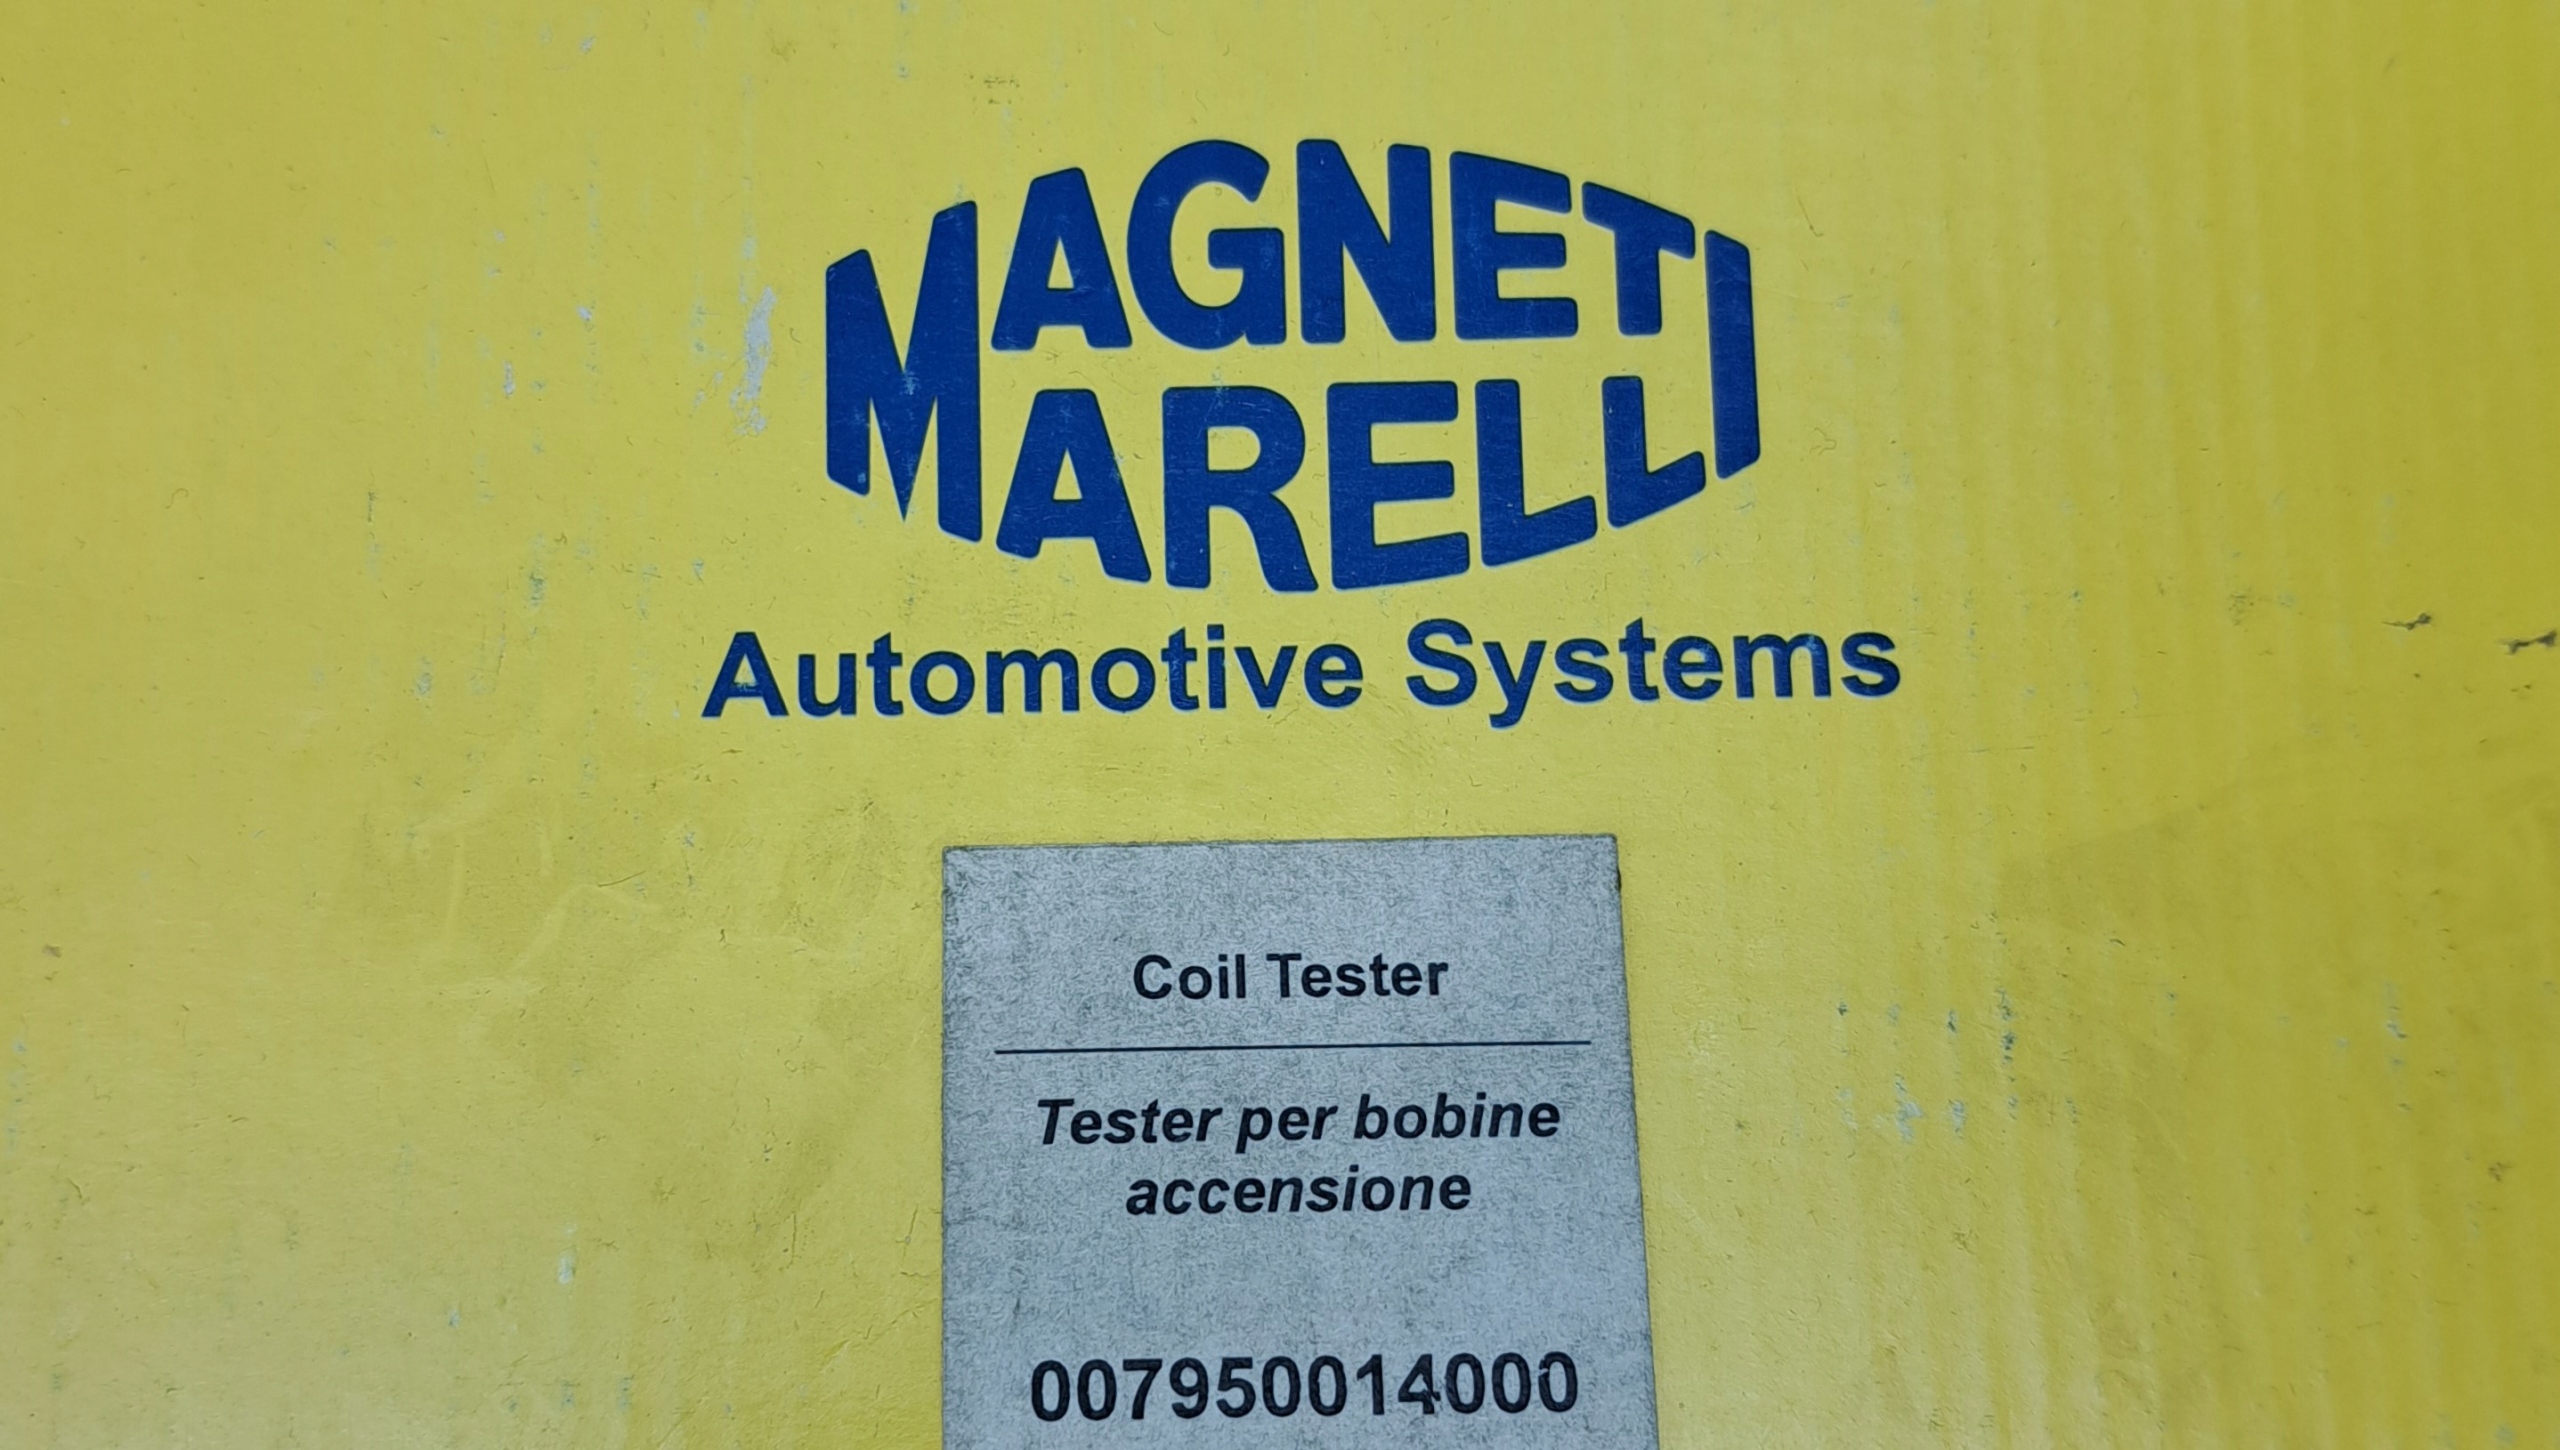 MAGNETI
MARELLI
Automotive Systems
Coil Tester
Tester per bobine
accensione
007950014000